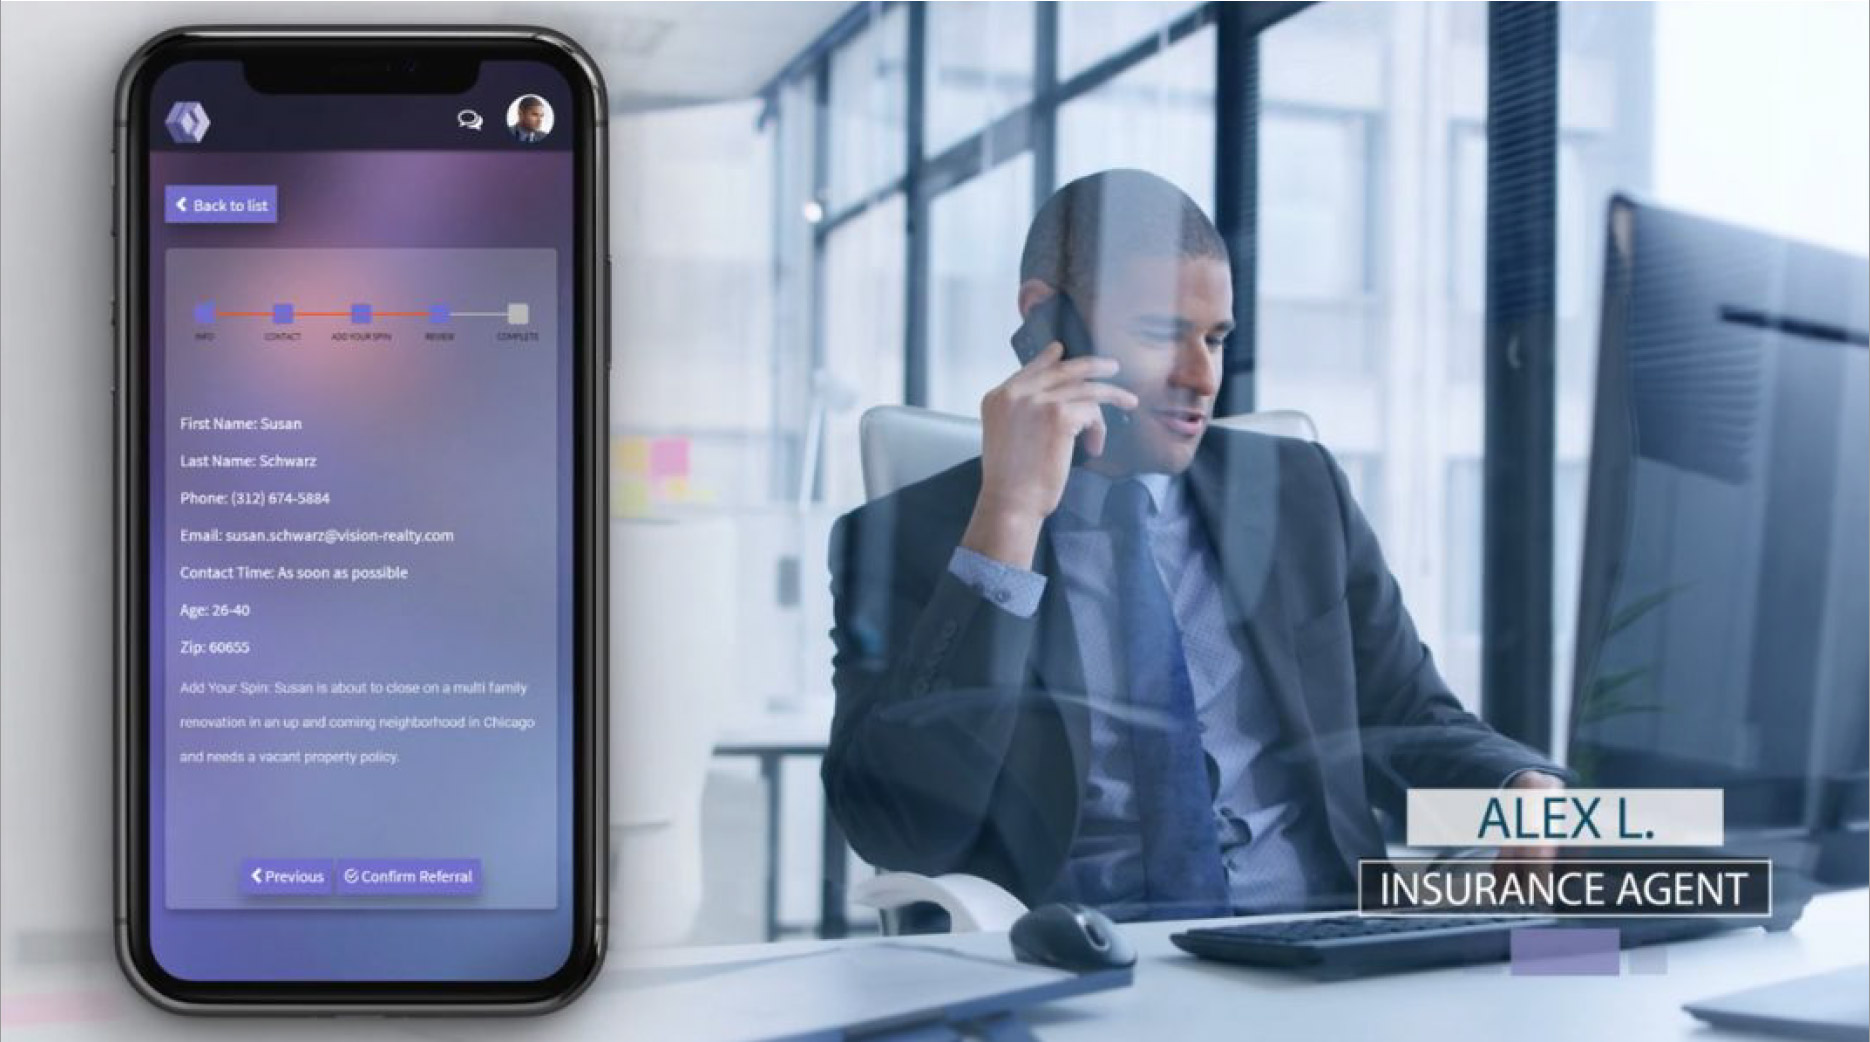 Back to list
INFO CONTACT ADD YOUR SPIN REVIEW COMPLETE
First Name: Susan
Last Name: Schwarz
Phone: (312) 674-5884
Email: susan.schwarz@vision-realty.com
Contact Time: As soon as possible
Age: 26-40
Zip: 60655
Add Your Spin: Susan is about to close on a multi family
renovation in an up and coming neighborhood in Chicago
and needs a vacant property policy.
Previous Confirm Referral
ALEX L.
INSURANCE AGENT